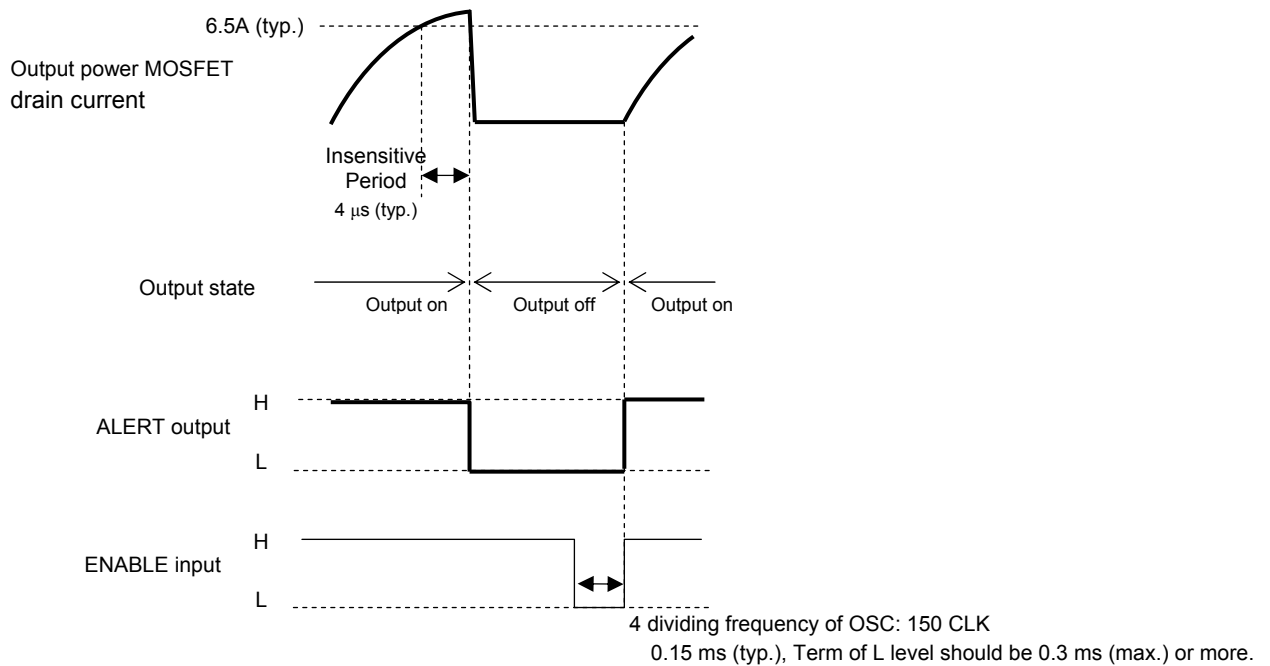 6.5A (typ.)
Output power MOSFET
drain current
Insensitive
Period
4 μs (typ.)
Output state
Output on
Output off
Output on
H
ALERT output
L
H
ENABLE input
L
4 dividing frequency of OSC: 150 CLK
0.15 ms (typ.), Term of L level should be 0.3 ms (max.) or more.